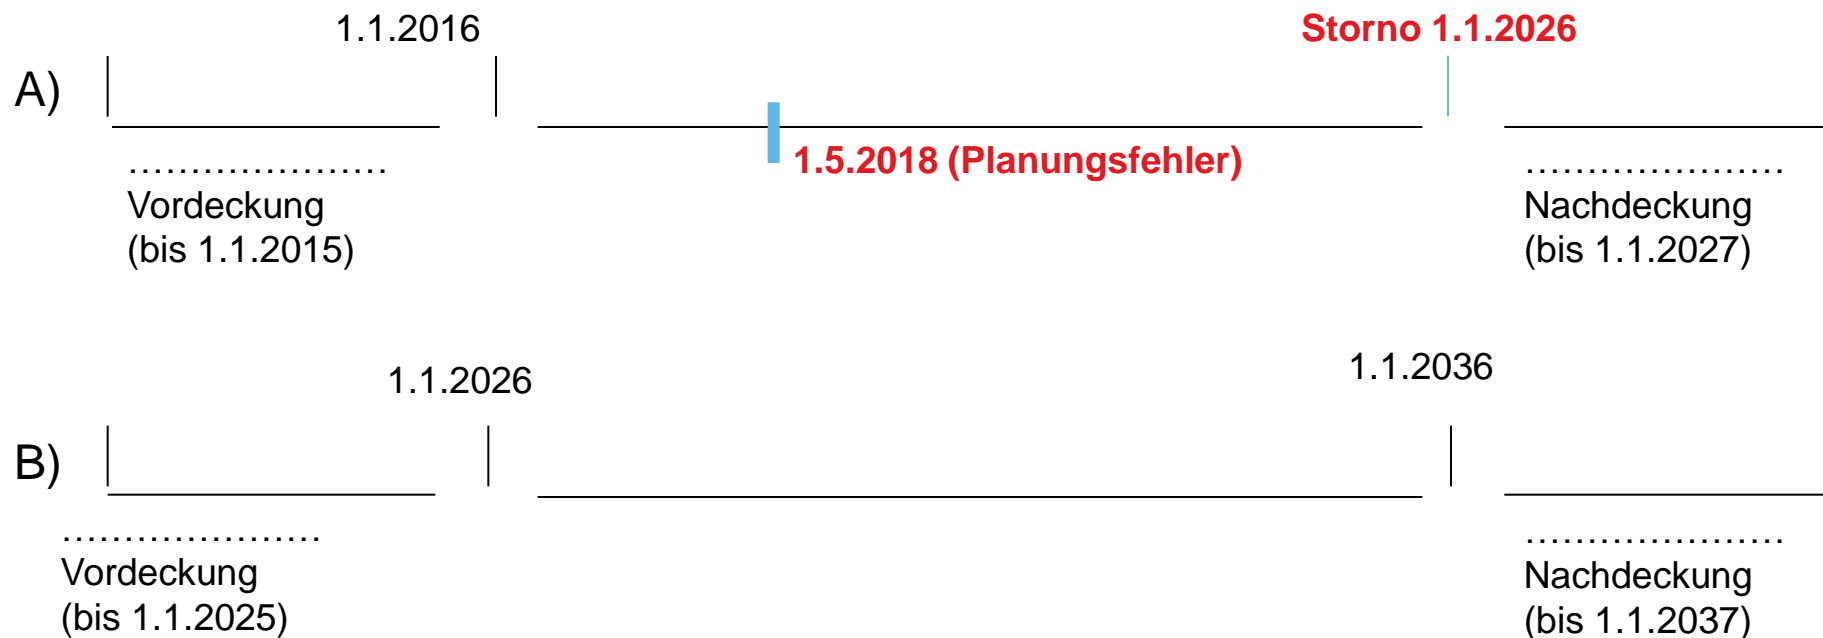 1.1.2016
Storno 1.1.2026
A)
1.5.2018 (Planungsfehler)
…………………
Vordeckung
(bis 1.1.2015)
…………………
Nachdeckung
(bis 1.1.2027)
1.1.2026
1.1.2036
B)
…………………
Vordeckung
(bis 1.1.2025)
…………………
Nachdeckung
(bis 1.1.2037)